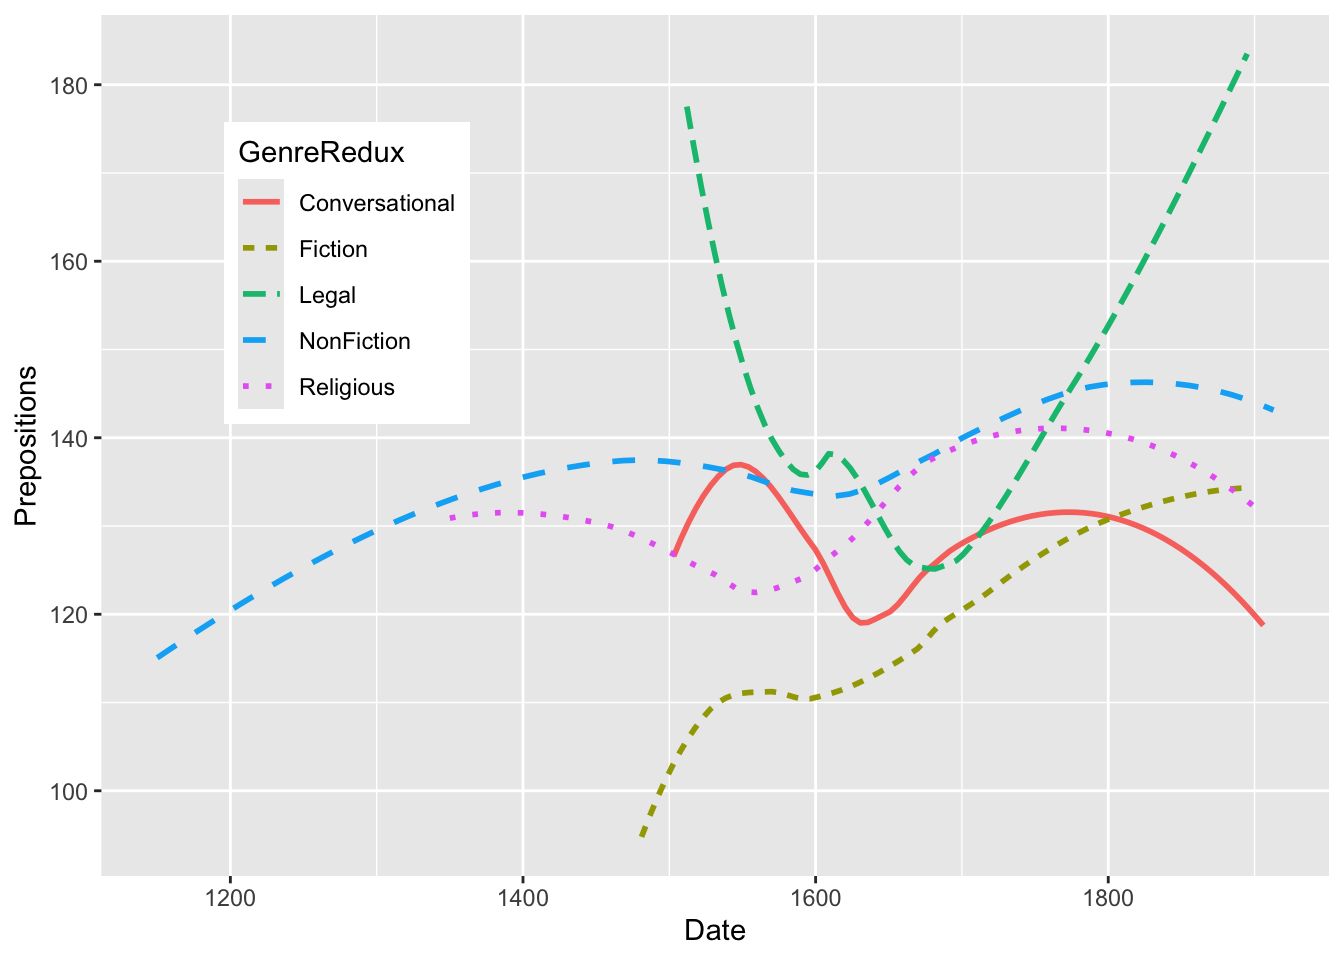 180
160
140
120
100
Prepositions
GenreRedux
Conversational
Fiction
Legal
NonFiction
Religious
1200 1400 1600 1800
Date